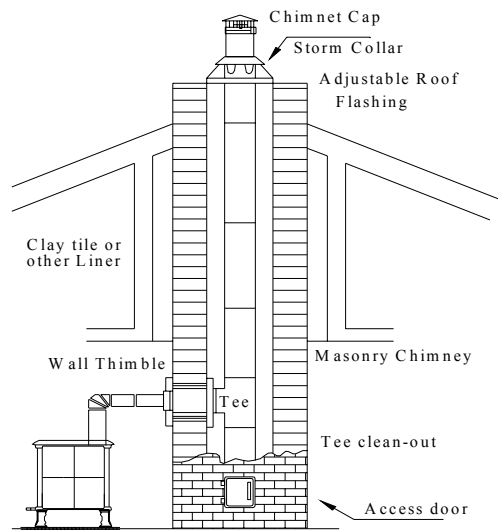 Chimnet Cap
Storm Collar
Adjustable Roof
Flashing
Clay tile or
other Liner
Wall Thimble
Masonry Chimney
Tee
Tee clean-out
Access door